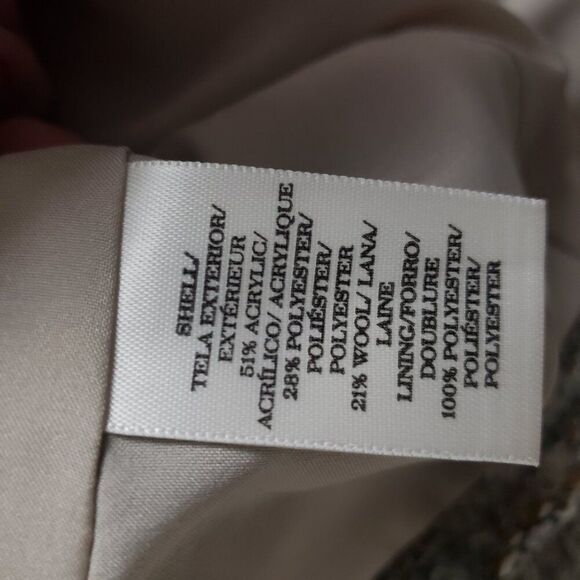 SHELL/
TELA EXTERIOR/
EXTÉRIEUR
51% ACRYLIC/
ACRÍLICO/ ACRYLIQUE
28% POLYESTER/
POLIÉSTER/
POLYESTER
21% WOOL/ LANA/
LAINE
LINING/FORRO/
DOUBLURE
100% POLYESTER/
POLIÉSTER/
POLYESTER